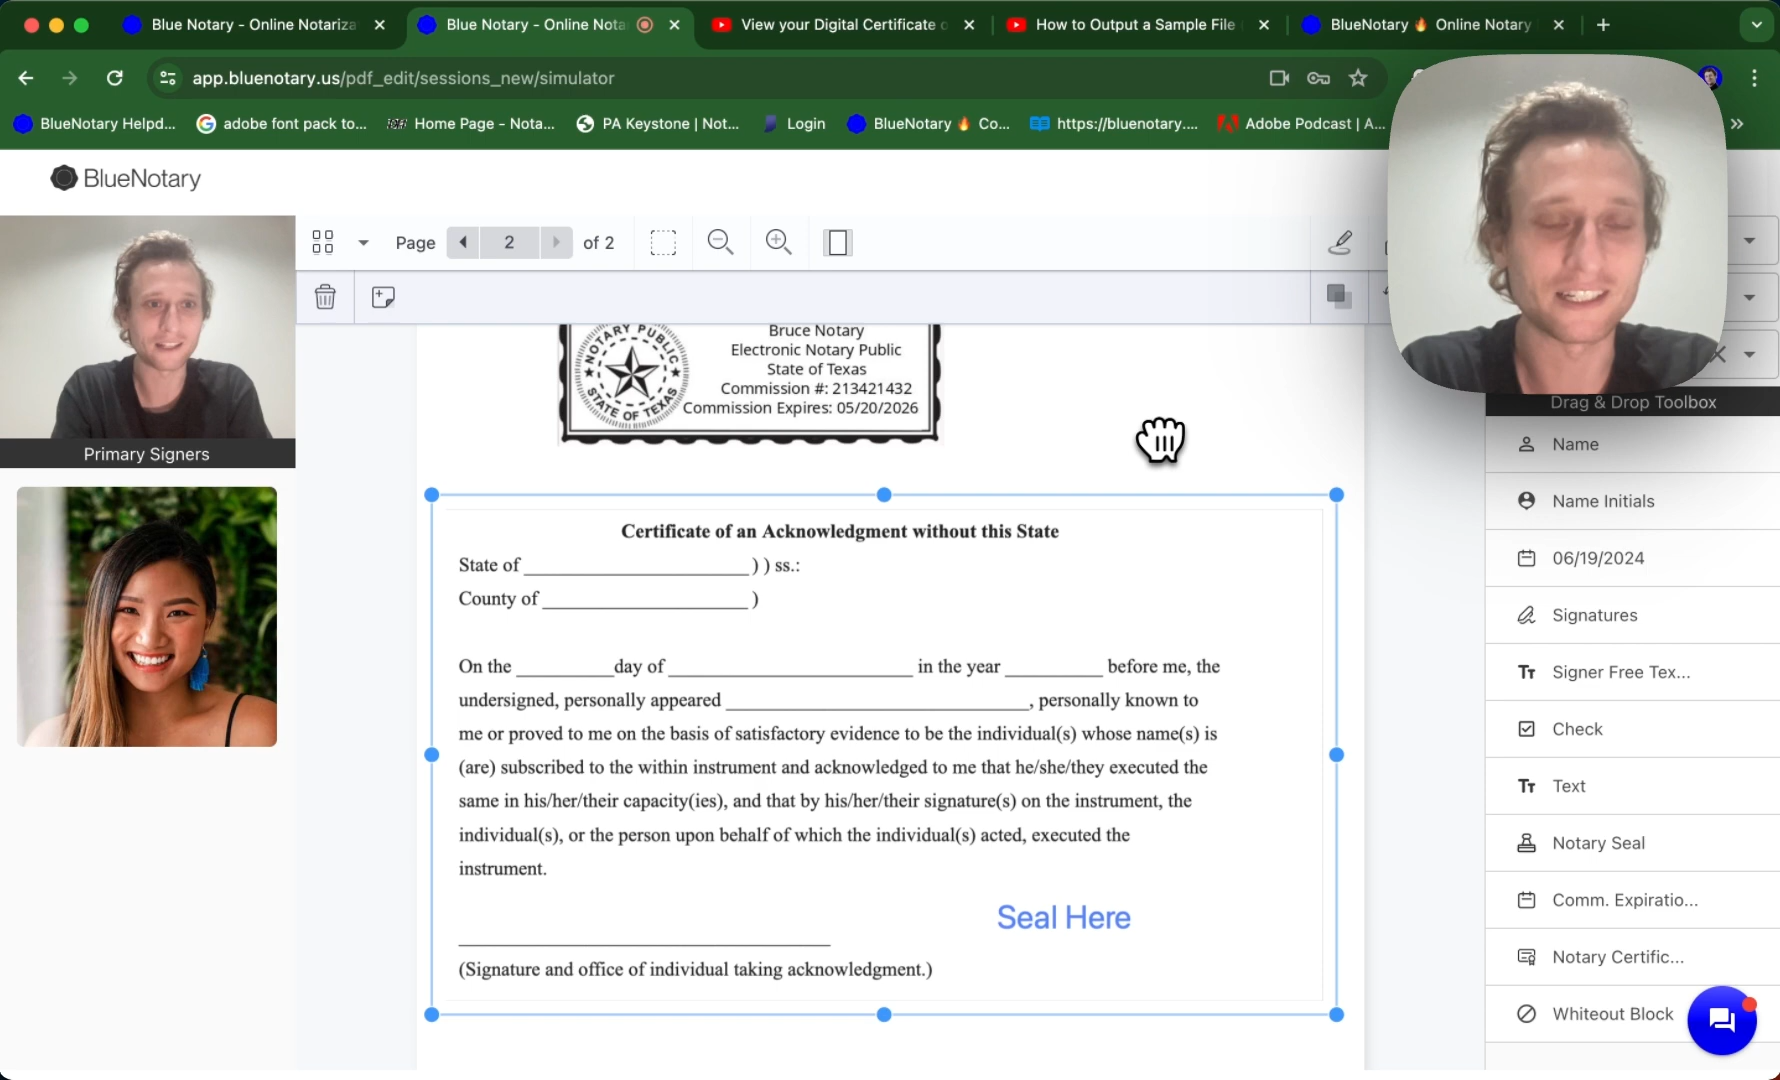 Blue Notary - Online Notariza
Blue Notary - Online Nota
View your Digital Certificate o
How to Output a Sample File
BlueNotary 🔥 Online Notary
app.bluenotary.us/pdf_edit/sessions_new/simulator
BlueNotary Helpd...
adobe font pack to...
Home Page - Nota...
PA Keystone | Not...
Login
BlueNotary 🔥 Co...
https://bluenotary....
Adobe Podcast | A...
BlueNotary
Page 2 of 2
Primary Signers
NOTARY PUBLIC
STATE OF TEXAS
Bruce Notary
Electronic Notary Public
State of Texas
Commission #: 213421432
Commission Expires: 05/20/2026
Certificate of an Acknowledgment without this State
State of _______________________) ) ss.:
County of _____________________)
On the __________day of _________________________ in the year __________ before me, the
undersigned, personally appeared _______________________________, personally known to
me or proved to me on the basis of satisfactory evidence to be the individual(s) whose name(s) is
(are) subscribed to the within instrument and acknowledged to me that he/she/they executed the
same in his/her/their capacity(ies), and that by his/her/their signature(s) on the instrument, the
individual(s), or the person upon behalf of which the individual(s) acted, executed the
instrument.
Seal Here
______________________________________
(Signature and office of individual taking acknowledgment.)
Drag & Drop Toolbox
Name
Name Initials
06/19/2024
Signatures
Tт Signer Free Tex...
Check
Tт Text
Notary Seal
Comm. Expiratio...
Notary Certific...
Whiteout Block